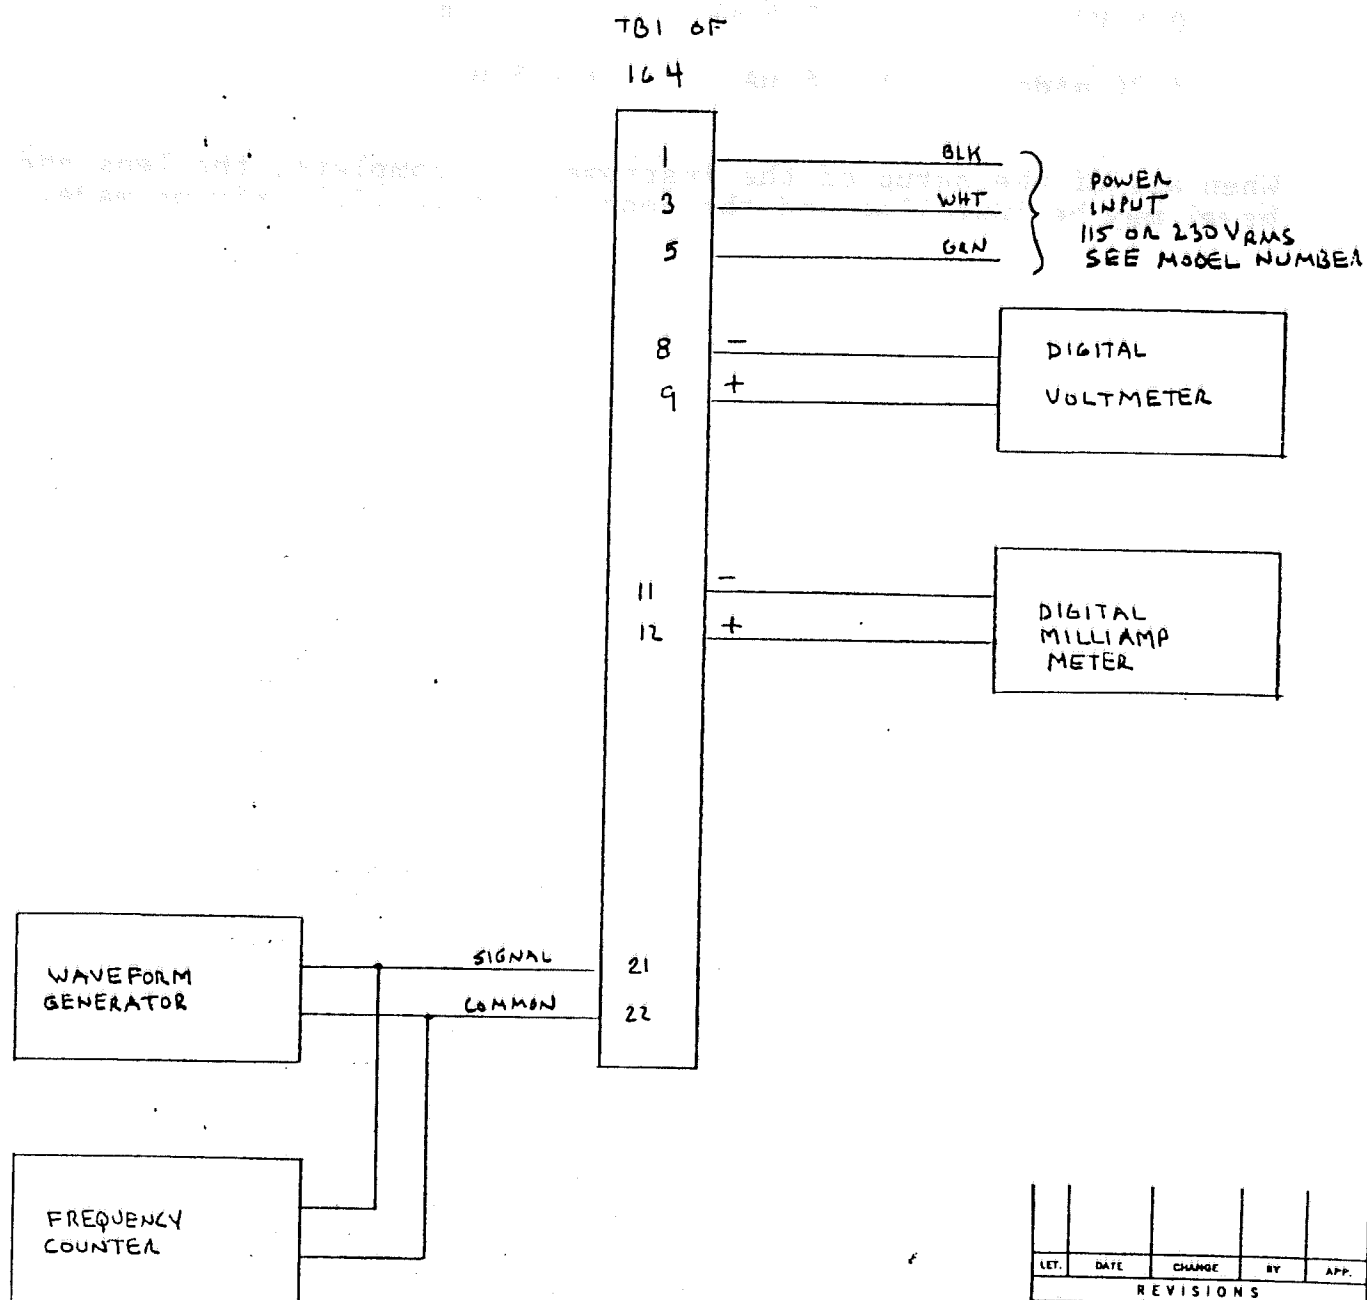 TB1 OF
164
1
BLK
3
WHT
5
GRN
POWER
INPUT
115 OR 230 VRMS
SEE MODEL NUMBER
8
-
9
+
DIGITAL
VOLTMETER
11
-
12
+
DIGITAL
MILLIAMP
METER
WAVEFORM
GENERATOR
SIGNAL
21
COMMON
22
FREQUENCY
COUNTER
LET. DATE CHANGE BY APP.
REVISIONS